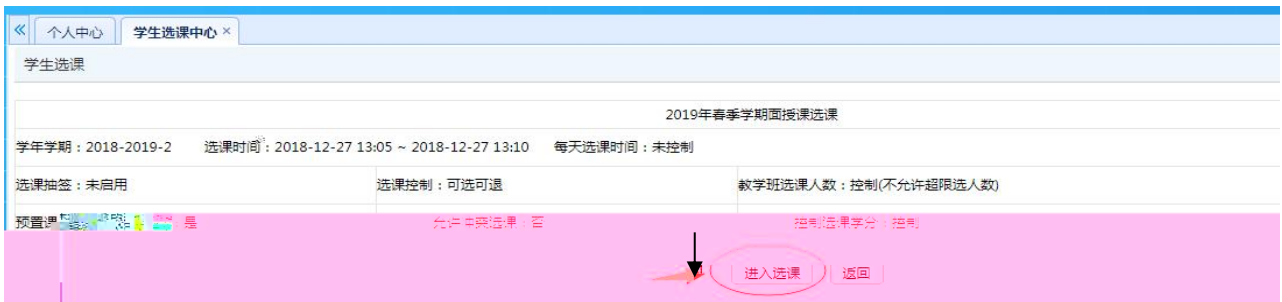 个人中心 学生选课中心 ×
学生选课
2019年春季学期面授课选课
学年学期：2018-2019-2 选课时间：2018-12-27 13:05 ~ 2018-12-27 13:10 每天选课时间：未控制
选课抽签：未启用 选课控制：可选可退 教学班选课人数：控制(不允许超限选人数)
预置课 是 允许冲突选课：否 控制选课学分：控制
进入选课 返回